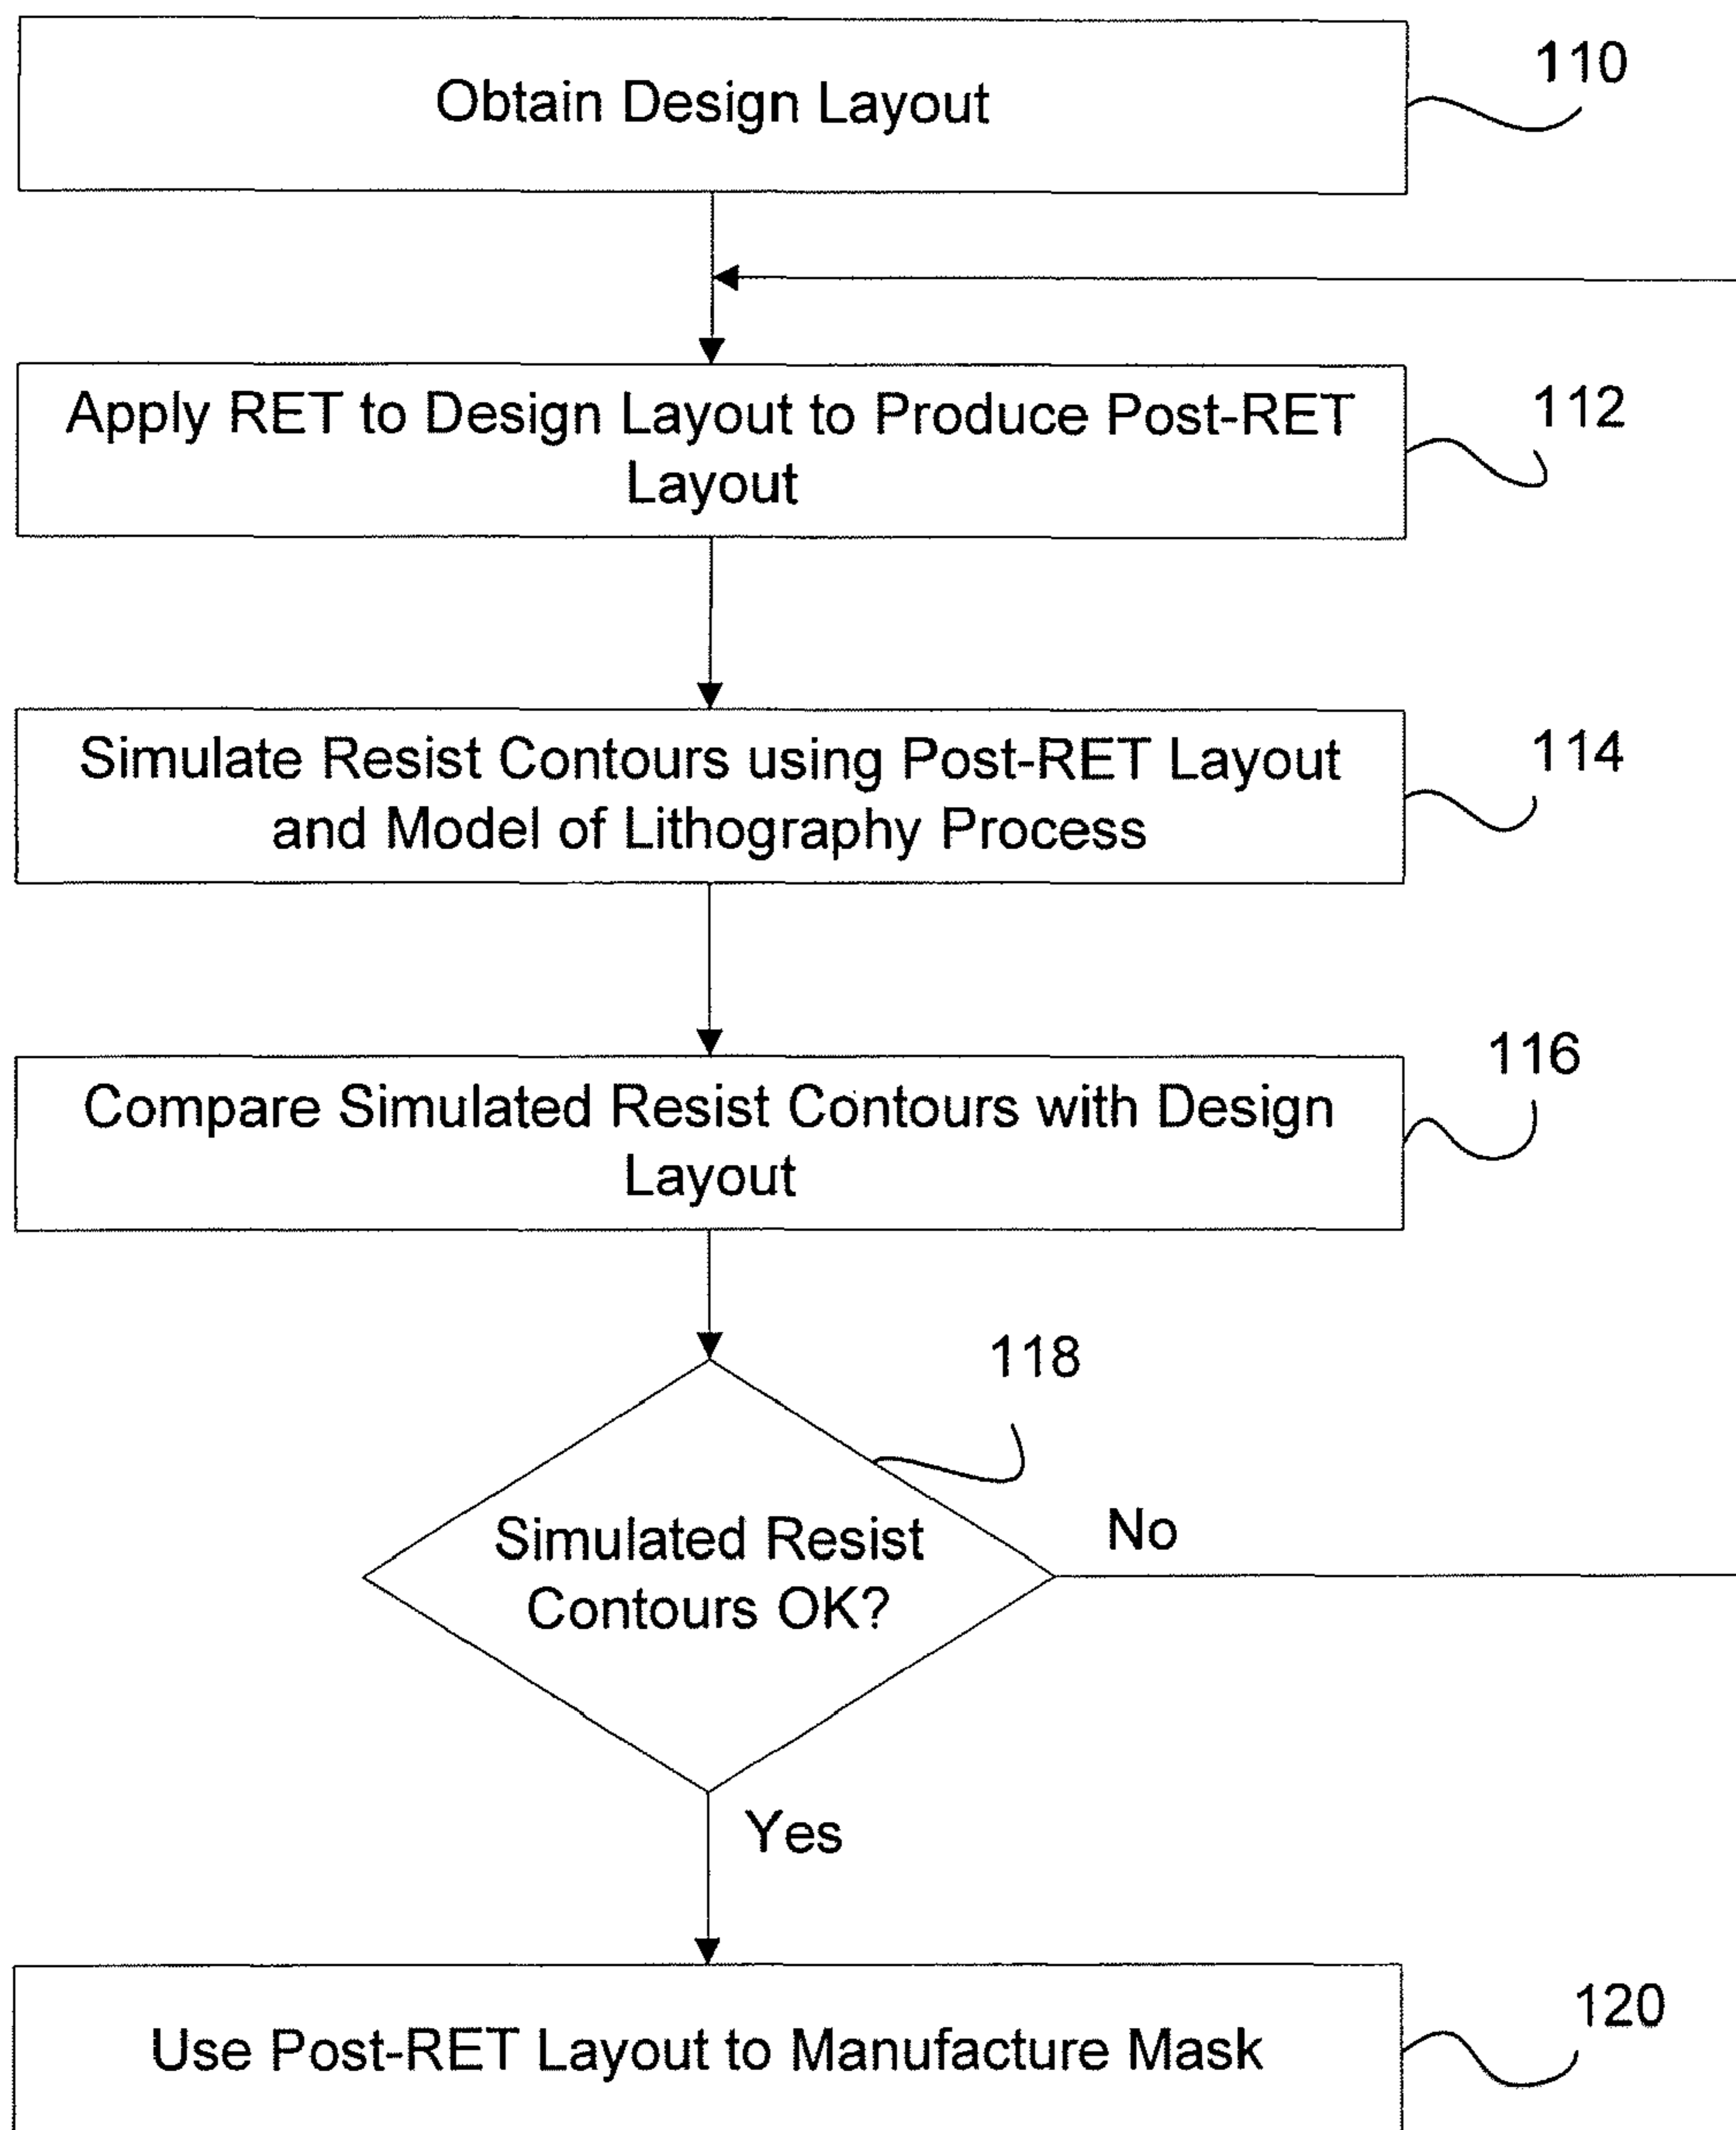 Obtain Design Layout
110
Apply RET to Design Layout to Produce Post-RET
Layout
112
Simulate Resist Contours using Post-RET Layout
and Model of Lithography Process
114
Compare Simulated Resist Contours with Design
Layout
116
118
Simulated Resist
Contours OK?
No
Yes
Use Post-RET Layout to Manufacture Mask
120